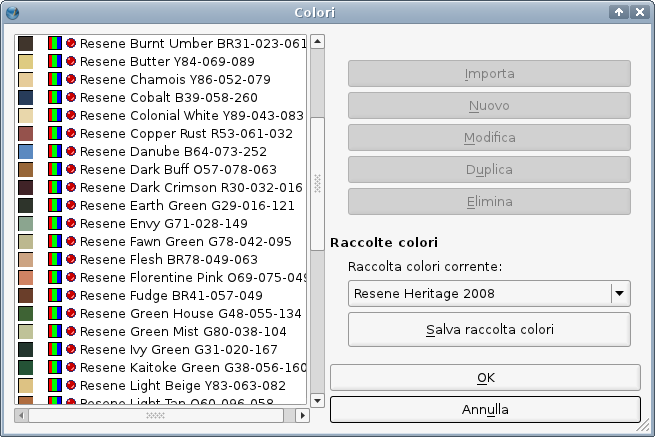 Colori
Resene Burnt Umber BR31-023-061
Resene Butter Y84-069-089
Resene Chamois Y86-052-079
Resene Cobalt B39-058-260
Resene Colonial White Y89-043-083
Resene Copper Rust R53-061-032
Resene Danube B64-073-252
Resene Dark Buff O57-078-063
Resene Dark Crimson R30-032-016
Resene Earth Green G29-016-121
Resene Envy G71-028-149
Resene Fawn Green G78-042-095
Resene Flesh BR78-049-063
Resene Florentine Pink O69-075-049
Resene Fudge BR41-057-049
Resene Green House G48-055-134
Resene Green Mist G80-038-104
Resene Ivy Green G31-020-167
Resene Kaitoke Green G38-056-160
Resene Light Beige Y83-063-082
Resene Light Tan O60-096-058
Importa
Nuovo
Modifica
Duplica
Elimina
Raccolte colori
Raccolta colori corrente:
Resene Heritage 2008
Salva raccolta colori
OK
Annulla